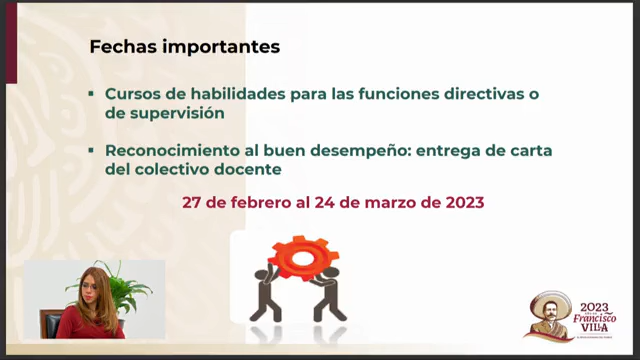 Fechas importantes
▪ Cursos de habilidades para las funciones directivas o
de supervisión
▪ Reconocimiento al buen desempeño: entrega de carta
del colectivo docente
27 de febrero al 24 de marzo de 2023
2023
Francisco
VILLA